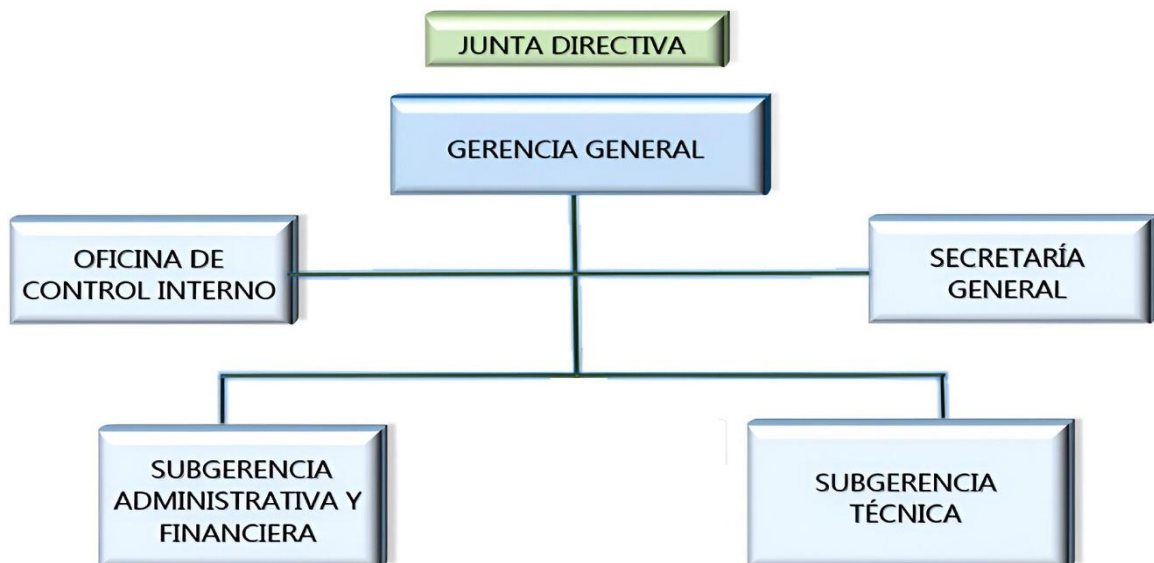 JUNTA DIRECTIVA
GERENCIA GENERAL
OFICINA DE
CONTROL INTERNO
SECRETARÍA
GENERAL
SUBGERENCIA
ADMINISTRATIVA Y
FINANCIERA
SUBGERENCIA
TÉCNICA